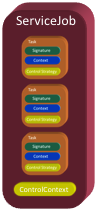 ServiceJob
Task
Signature
Context
Control Strategy
Task
Signature
Context
Control Strategy
Task
Signature
Context
Control Strategy
ControlContext